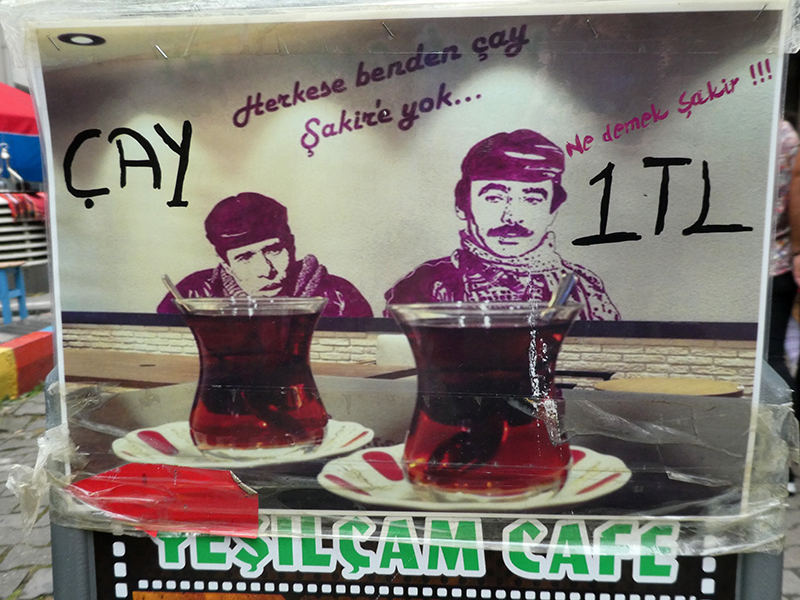 Herkese benden çay
Şakir'e yok...
Ne demek Şakir !!!
ÇAY
1TL
YEŞİLÇAM CAFE